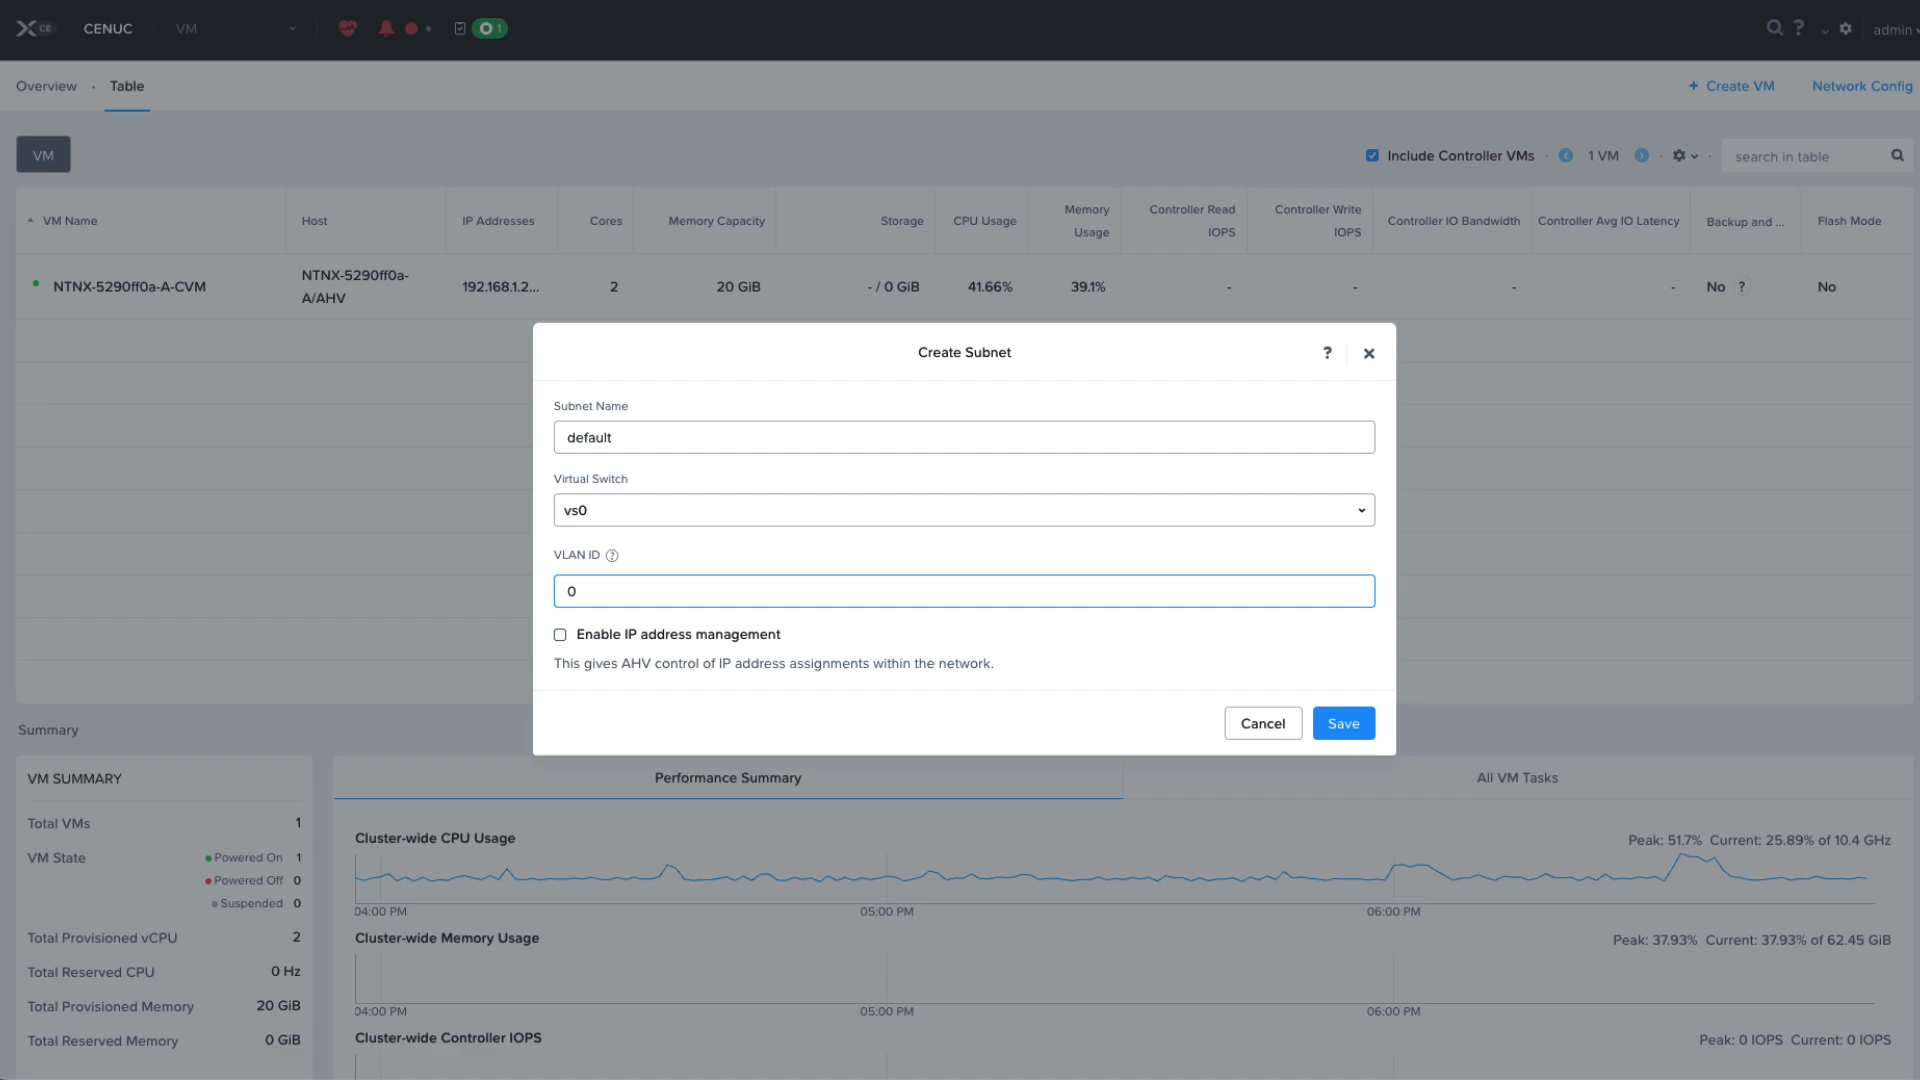 X CE CENUC VM 1 ? admin
Overview · Table + Create VM Network Config
VM Include Controller VMs · 1 VM · · search in table
VM Name Host IP Addresses Cores Memory Capacity Storage CPU Usage Memory Usage Controller Read IOPS Controller Write IOPS Controller IO Bandwidth Controller Avg IO Latency Backup and ... Flash Mode
NTNX-5290ff0a-A-CVM NTNX-5290ff0a-A/AHV 192.168.1.2... 2 20 GiB - / 0 GiB 41.66% 39.1% - - - - No ? No
Create Subnet ? ×
Subnet Name
default
Virtual Switch
vs0
VLAN ID ?
0
Enable IP address management
This gives AHV control of IP address assignments within the network.
Cancel Save
Summary
VM SUMMARY
Total VMs 1
VM State Powered On 1
Powered Off 0
Suspended 0
Total Provisioned vCPU 2
Total Reserved CPU 0 Hz
Total Provisioned Memory 20 GiB
Total Reserved Memory 0 GiB
Performance Summary All VM Tasks
Cluster-wide CPU Usage Peak: 51.7% Current: 25.89% of 10.4 GHz
04:00 PM 05:00 PM 06:00 PM
Cluster-wide Memory Usage Peak: 37.93% Current: 37.93% of 62.45 GiB
04:00 PM 05:00 PM 06:00 PM
Cluster-wide Controller IOPS Peak: 0 IOPS Current: 0 IOPS